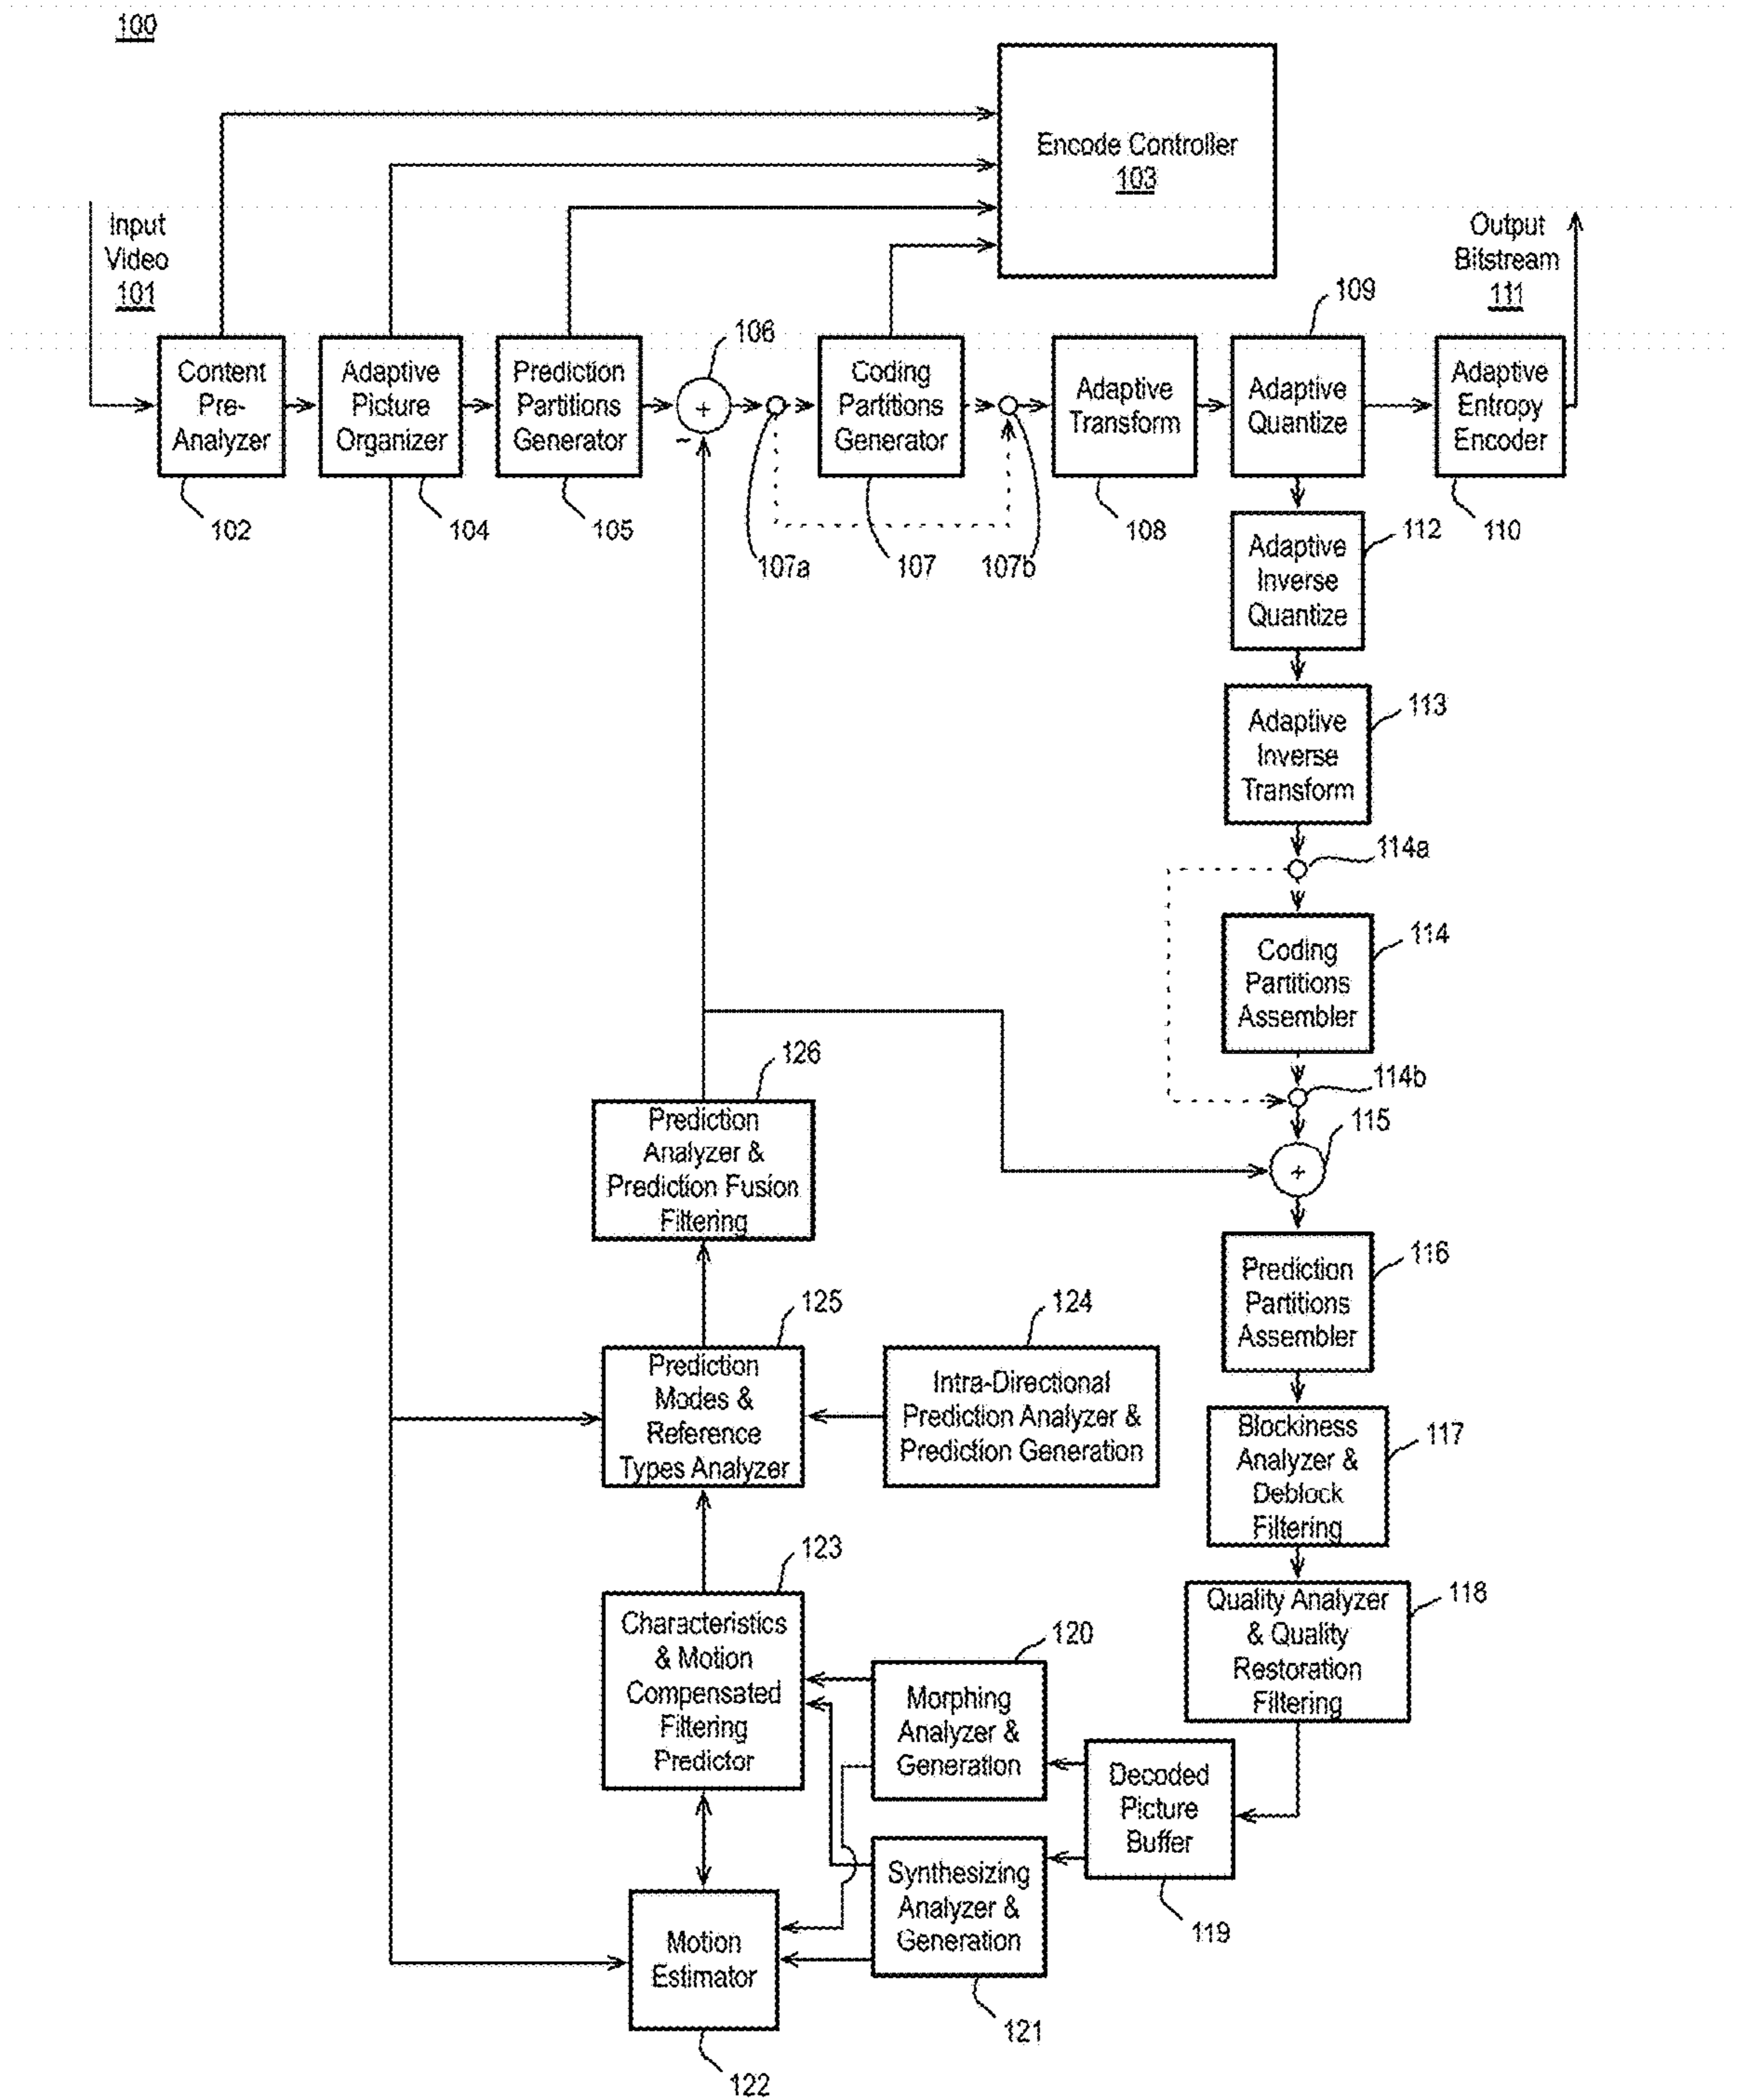 100
Encode Controller
103
Input
Video
101
Output
Bitstream
111
109
106
Content
Pre-
Analyzer
Adaptive
Picture
Organizer
Prediction
Partitions
Generator
+
-
Coding
Partitions
Generator
Adaptive
Transform
Adaptive
Quantize
Adaptive
Entropy
Encoder
102
104
105
107a
107
107b
108
112
110
Adaptive
Inverse
Quantize
113
Adaptive
Inverse
Transform
114a
114
Coding
Partitions
Assembler
114b
115
+
126
Prediction
Analyzer &
Prediction Fusion
Filtering
116
Prediction
Partitions
Assembler
125
Prediction
Modes &
Reference
Types Analyzer
124
Intra-Directional
Prediction Analyzer &
Prediction Generation
117
Blockiness
Analyzer &
Deblock
Filtering
123
Characteristics
& Motion
Compensated
Filtering
Predictor
118
Quality Analyzer
& Quality
Restoration
Filtering
120
Morphing
Analyzer &
Generation
Decoded
Picture
Buffer
119
Synthesizing
Analyzer &
Generation
121
Motion
Estimator
122